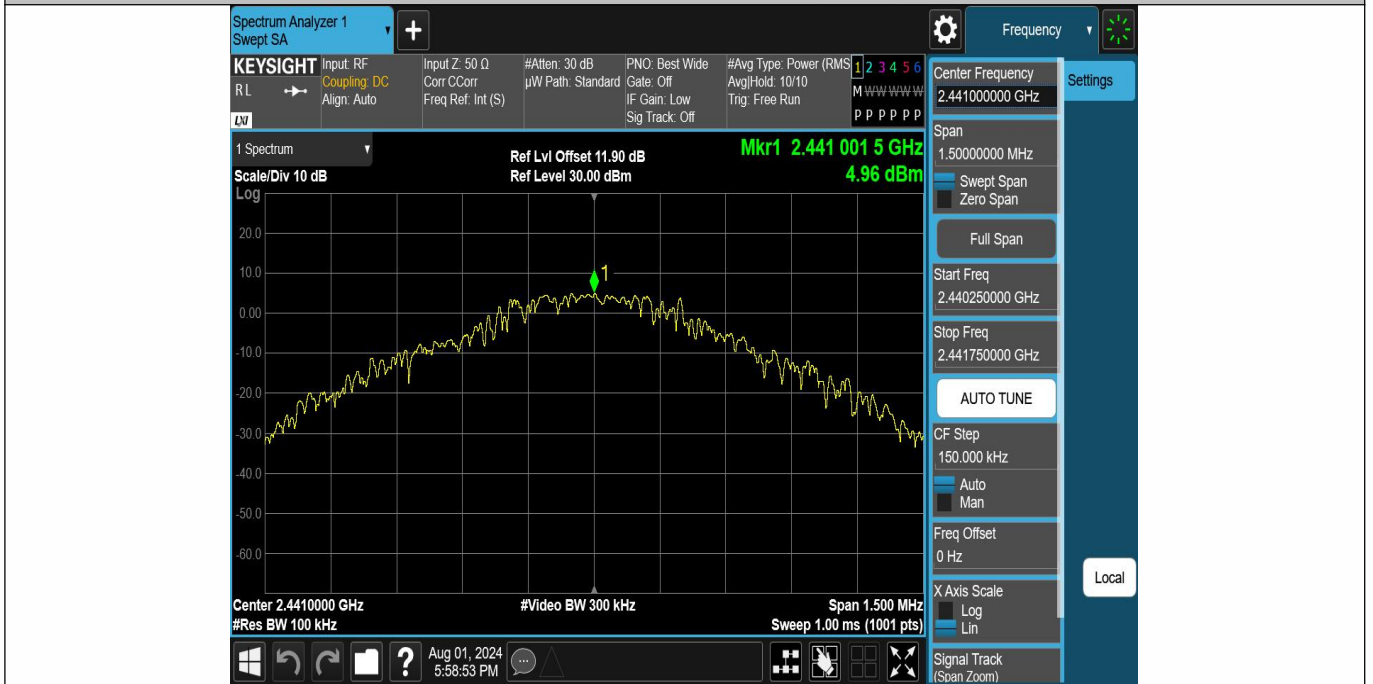 Spectrum Analyzer 1
Swept SA
+
Frequency
KEYSIGHT
RL
LXI
Input: RF
Coupling: DC
Align: Auto
Input Z: 50 Ω
Corr CCorr
Freq Ref: Int (S)
#Atten: 30 dB
µW Path: Standard
PNO: Best Wide
Gate: Off
IF Gain: Low
Sig Track: Off
#Avg Type: Power (RMS
Avg|Hold: 10/10
Trig: Free Run
1 2 3 4 5 6
M W W W W W
P P P P P P
Center Frequency
2.441000000 GHz
Settings
Span
1.50000000 MHz
Swept Span
Zero Span
Full Span
Start Freq
2.440250000 GHz
Stop Freq
2.441750000 GHz
AUTO TUNE
CF Step
150.000 kHz
Auto
Man
Freq Offset
0 Hz
X Axis Scale
Log
Lin
Signal Track
(Span Zoom)
Local
1 Spectrum
Scale/Div 10 dB
Ref Lvl Offset 11.90 dB
Ref Level 30.00 dBm
Mkr1 2.441 001 5 GHz
4.96 dBm
Log
20.0
10.0
0.00
-10.0
-20.0
-30.0
-40.0
-50.0
-60.0
1
Center 2.4410000 GHz
#Res BW 100 kHz
#Video BW 300 kHz
Span 1.500 MHz
Sweep 1.00 ms (1001 pts)
?
Aug 01, 2024
5:58:53 PM